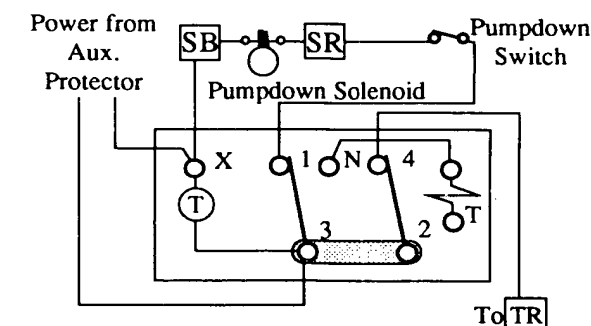 Power from
Aux.
Protector
SB
SR
Pumpdown
Switch
Pumpdown Solenoid
X
1
N
4
T
T
3
2
To TR